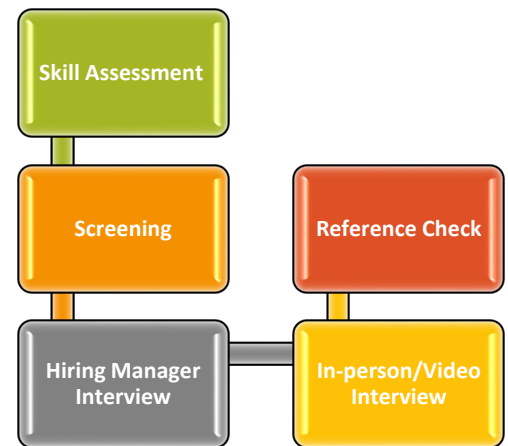 Skill Assessment
Screening
Hiring Manager
Interview
In-person/Video
Interview
Reference Check